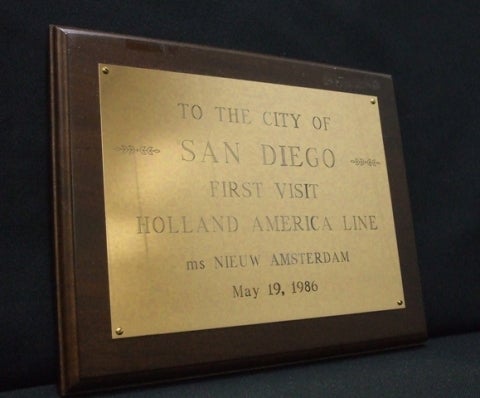 TO THE CITY OF
SAN DIEGO
FIRST VISIT
HOLLAND AMERICA LINE
ms NIEUW AMSTERDAM
May 19, 1986